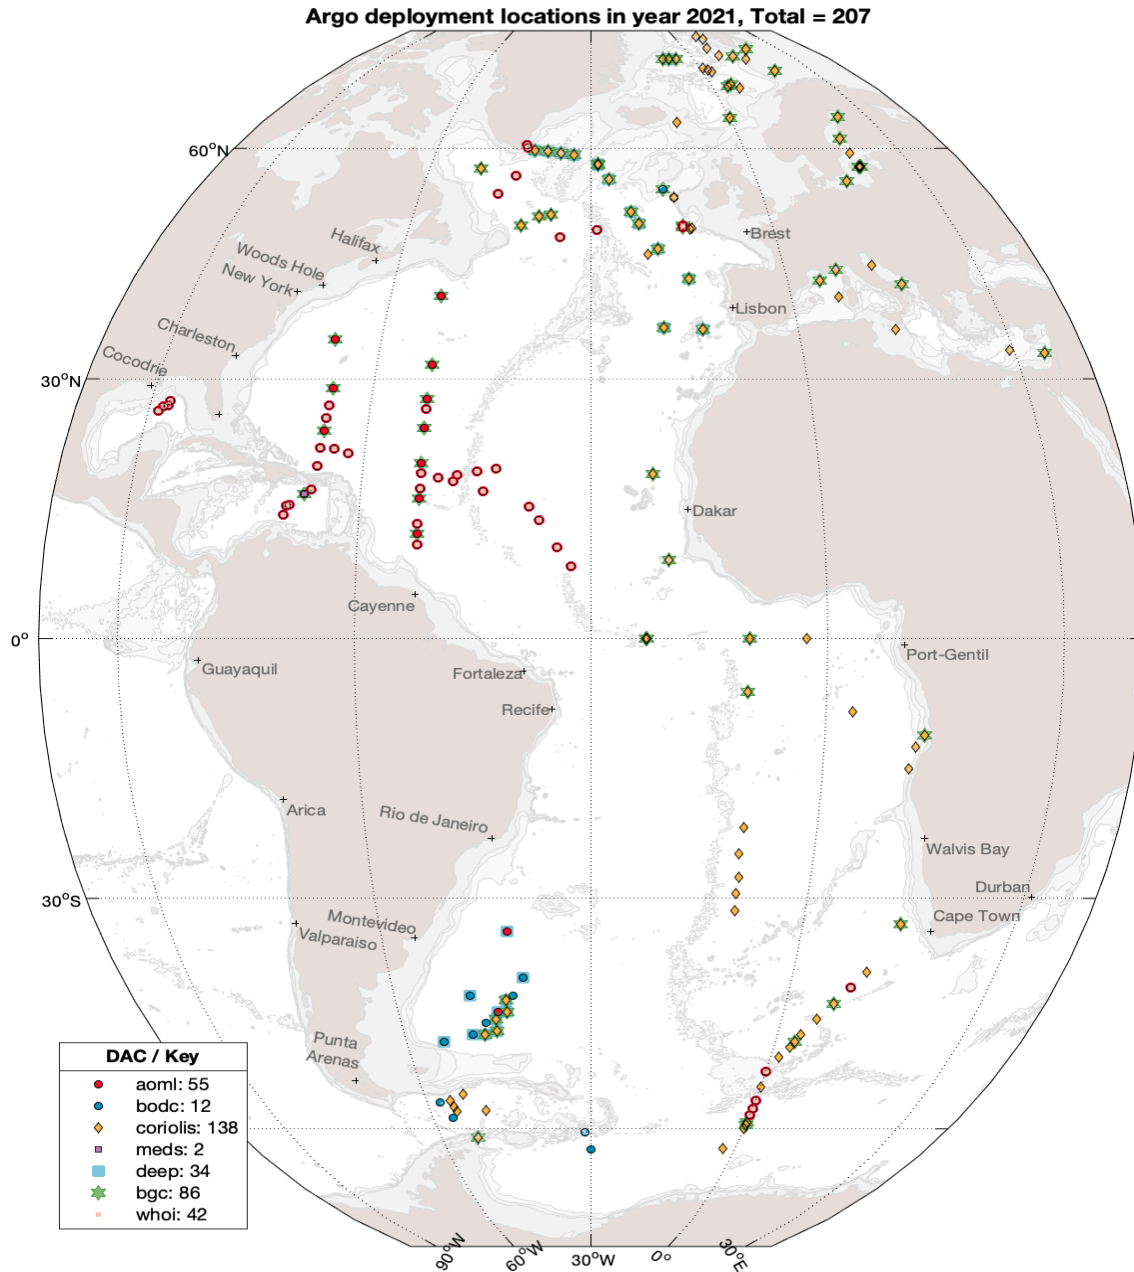 Argo deployment locations in year 2021, Total = 207
60°N
Brest
Halifax
Woods Hole
New York
Lisbon
Charleston
Cocodrie
30°N
Dakar
Cayenne
0°
Port-Gentil
Guayaquil
Fortaleza
Recife
Arica
Rio de Janeiro
Walvis Bay
Durban
30°S
Cape Town
Montevideo
Valparaiso
Punta
Arenas
DAC / Key
aoml: 55
bodc: 12
coriolis: 138
meds: 2
deep: 34
bgc: 86
whoi: 42
90°W
60°W
30°W
0°
30°E